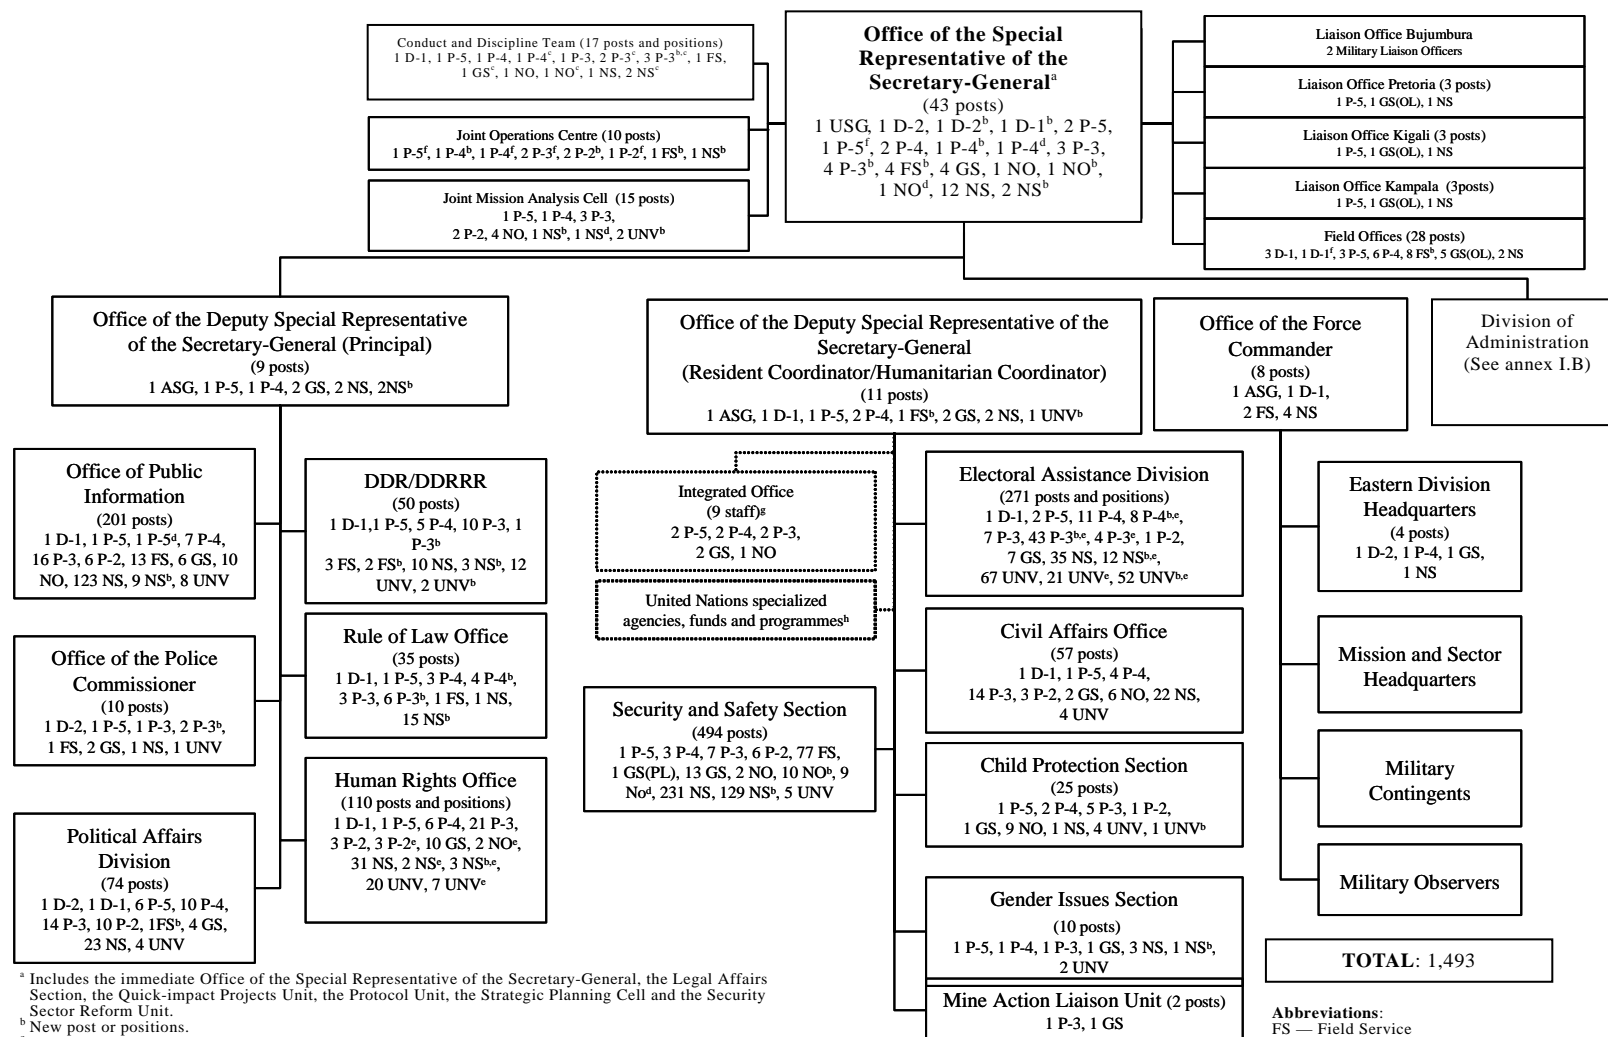 Conduct and Discipline Team (17 posts and positions)
1 D-1, 1 P-5, 1 P-4, 1 P-4ᶜ, 1 P-3, 2 P-3ᶜ, 3 P-3ᵇ,ᶜ, 1 FS,
1 GSᶜ, 1 NO, 1 NOᶜ, 1 NS, 2 NSᶜ
Joint Operations Centre (10 posts)
1 P-5ᶠ, 1 P-4ᵇ, 1 P-4ᶠ, 2 P-3ᶠ, 2 P-2ᵇ, 1 P-2ᶠ, 1 FSᵇ, 1 NSᵇ
Joint Mission Analysis Cell (15 posts)
1 P-5, 1 P-4, 3 P-3,
2 P-2, 4 NO, 1 NSᵇ, 1 NSᵈ, 2 UNVᵇ
Office of the Special
Representative of the
Secretary-Generalᵃ
(43 posts)
1 USG, 1 D-2, 1 D-2ᵇ, 1 D-1ᵇ, 2 P-5,
1 P-5ᶠ, 2 P-4, 1 P-4ᵇ, 1 P-4ᵈ, 3 P-3,
4 P-3ᵇ, 4 FSᵇ, 4 GS, 1 NO, 1 NOᵇ,
1 NOᵈ, 12 NS, 2 NSᵇ
Liaison Office Bujumbura
2 Military Liaison Officers
Liaison Office Pretoria (3 posts)
1 P-5, 1 GS(OL), 1 NS
Liaison Office Kigali (3 posts)
1 P-5, 1 GS(OL), 1 NS
Liaison Office Kampala (3posts)
1 P-5, 1 GS(OL), 1 NS
Field Offices (28 posts)
3 D-1, 1 D-1ᶠ, 3 P-5, 6 P-4, 8 FSᵇ, 5 GS(OL), 2 NS
Office of the Deputy Special Representative
of the Secretary-General (Principal)
(9 posts)
1 ASG, 1 P-5, 1 P-4, 2 GS, 2 NS, 2NSᵇ
Office of the Deputy Special Representative of the
Secretary-General
(Resident Coordinator/Humanitarian Coordinator)
(11 posts)
1 ASG, 1 D-1, 1 P-5, 2 P-4, 1 FSᵇ, 2 GS, 2 NS, 1 UNVᵇ
Office of the Force
Commander
(8 posts)
1 ASG, 1 D-1,
2 FS, 4 NS
Division of
Administration
(See annex I.B)
Office of Public
Information
(201 posts)
1 D-1, 1 P-5, 1 P-5ᵈ, 7 P-4,
16 P-3, 6 P-2, 13 FS, 6 GS, 10
NO, 123 NS, 9 NSᵇ, 8 UNV
Office of the Police
Commissioner
(10 posts)
1 D-2, 1 P-5, 1 P-3, 2 P-3ᵇ,
1 FS, 2 GS, 1 NS, 1 UNV
Political Affairs
Division
(74 posts)
1 D-2, 1 D-1, 6 P-5, 10 P-4,
14 P-3, 10 P-2, 1FSᵇ, 4 GS,
23 NS, 4 UNV
DDR/DDRRR
(50 posts)
1 D-1,1 P-5, 5 P-4, 10 P-3, 1
P-3ᵇ
3 FS, 2 FSᵇ, 10 NS, 3 NSᵇ, 12
UNV, 2 UNVᵇ
Rule of Law Office
(35 posts)
1 D-1, 1 P-5, 3 P-4, 4 P-4ᵇ,
3 P-3, 6 P-3ᵇ, 1 FS, 1 NS,
15 NSᵇ
Human Rights Office
(110 posts and positions)
1 D-1, 1 P-5, 6 P-4, 21 P-3,
3 P-2, 3 P-2ᵉ, 10 GS, 2 NOᵉ,
31 NS, 2 NSᵉ, 3 NSᵇ,ᵉ,
20 UNV, 7 UNVᵉ
Integrated Office
(9 staff)ᵍ
2 P-5, 2 P-4, 2 P-3,
2 GS, 1 NO
United Nations specialized
agencies, funds and programmesʰ
Security and Safety Section
(494 posts)
1 P-5, 3 P-4, 7 P-3, 6 P-2, 77 FS,
1 GS(PL), 13 GS, 2 NO, 10 NOᵇ, 9
Noᵈ, 231 NS, 129 NSᵇ, 5 UNV
Electoral Assistance Division
(271 posts and positions)
1 D-1, 2 P-5, 11 P-4, 8 P-4ᵇ,ᵉ,
7 P-3, 43 P-3ᵇ,ᵉ, 4 P-3ᵉ, 1 P-2,
7 GS, 35 NS, 12 NSᵇ,ᵉ,
67 UNV, 21 UNVᵉ, 52 UNVᵇ,ᵉ
Civil Affairs Office
(57 posts)
1 D-1, 1 P-5, 4 P-4,
14 P-3, 3 P-2, 2 GS, 6 NO, 22 NS,
4 UNV
Child Protection Section
(25 posts)
1 P-5, 2 P-4, 5 P-3, 1 P-2,
1 GS, 9 NO, 1 NS, 4 UNV, 1 UNVᵇ
Gender Issues Section
(10 posts)
1 P-5, 1 P-4, 1 P-3, 1 GS, 3 NS, 1 NSᵇ,
2 UNV
Mine Action Liaison Unit (2 posts)
1 P-3, 1 GS
Eastern Division
Headquarters
(4 posts)
1 D-2, 1 P-4, 1 GS,
1 NS
Mission and Sector
Headquarters
Military
Contingents
Military Observers
TOTAL: 1,493
ᵃ Includes the immediate Office of the Special Representative of the Secretary-General, the Legal Affairs
Section, the Quick-impact Projects Unit, the Protocol Unit, the Strategic Planning Cell and the Security
Sector Reform Unit.
ᵇ New post or positions.
Abbreviations:
FS — Field Service